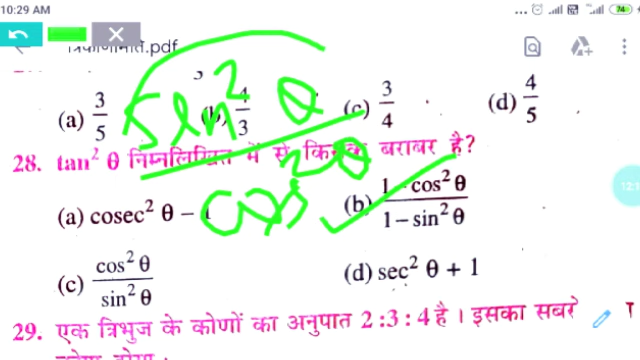 10:29 AM ... 74
त्रिकोणमिति.pdf
(a) 3/5 (b) 4/3 (c) 3/4 (d) 4/5
sin² θ
28. tan² θ निम्नलिखित में से किसके बराबर है?
cos² θ
(a) cosec² θ – 1 (b) 1 – cos² θ / 1 – sin² θ
(c) cos² θ / sin² θ (d) sec² θ + 1
29. एक त्रिभुज के कोणों का अनुपात 2 : 3 : 4 है। इसका सबसे